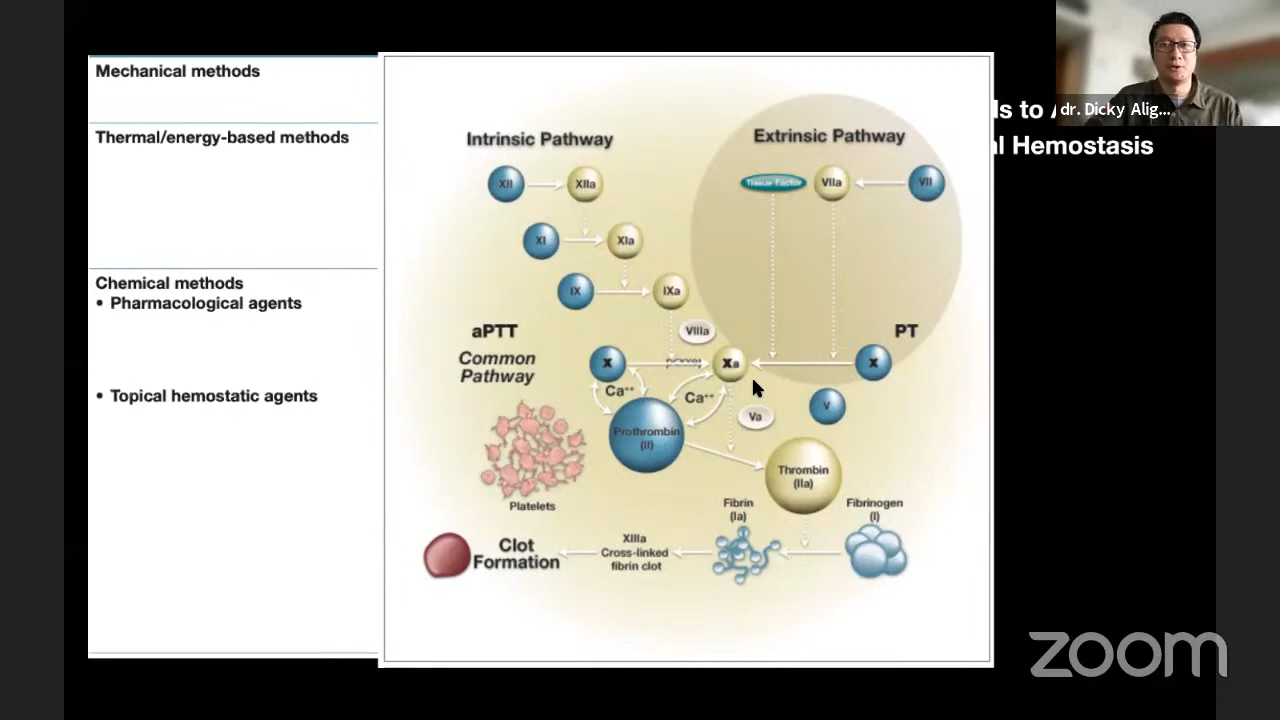 Mechanical methods
Thermal/energy-based methods
Chemical methods
• Pharmacological agents
• Topical hemostatic agents
Intrinsic Pathway
Extrinsic Pathway
XII
XIIa
Tissue Factor
VIIa
VII
XI
XIa
IX
IXa
VIIIa
aPTT
PT
Common
Pathway
X
Xa
X
Ca++
Ca++
Va
V
Prothrombin
(II)
Thrombin
(IIa)
Platelets
Fibrin
(Ia)
Fibrinogen
(I)
Clot
Formation
XIIIa
Cross-linked
fibrin clot
dr. Dicky Alig...
ls to
l Hemostasis
zoom